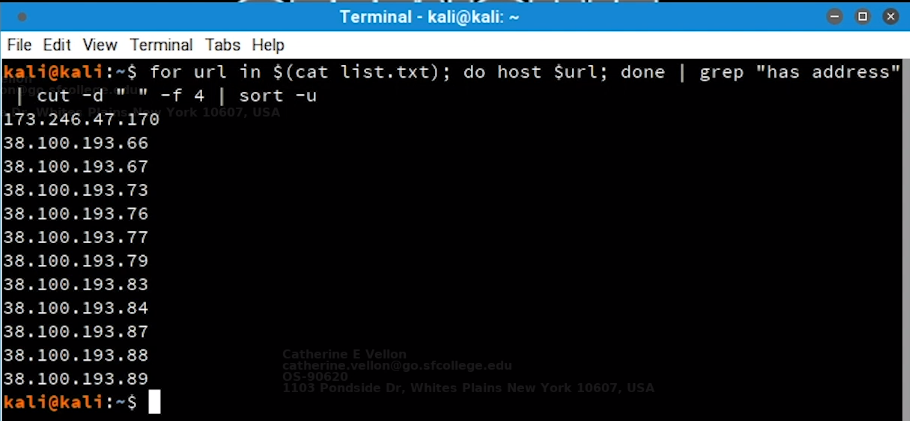 Terminal - kali@kali: ~
File Edit View Terminal Tabs Help
kali@kali:~$ for url in $(cat list.txt); do host $url; done | grep "has address"
| cut -d " " -f 4 | sort -u
173.246.47.170
38.100.193.66
38.100.193.67
38.100.193.73
38.100.193.76
38.100.193.77
38.100.193.79
38.100.193.83
38.100.193.84
38.100.193.87
38.100.193.88
38.100.193.89
kali@kali:~$
Catherine E Vellon
catherine.vellon@go.sfcollege.edu
OS-90620
1103 Pondside Dr, Whites Plains New York 10607, USA